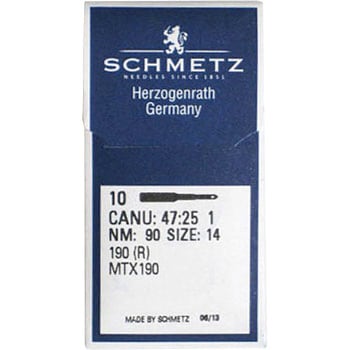 SCHMETZ
NEEDLES SINCE 1851
Herzogenrath
Germany
10
CANU: 47:25 1
NM: 90 SIZE: 14
190 (R)
MTX190
MADE BY SCHMETZ 06/13